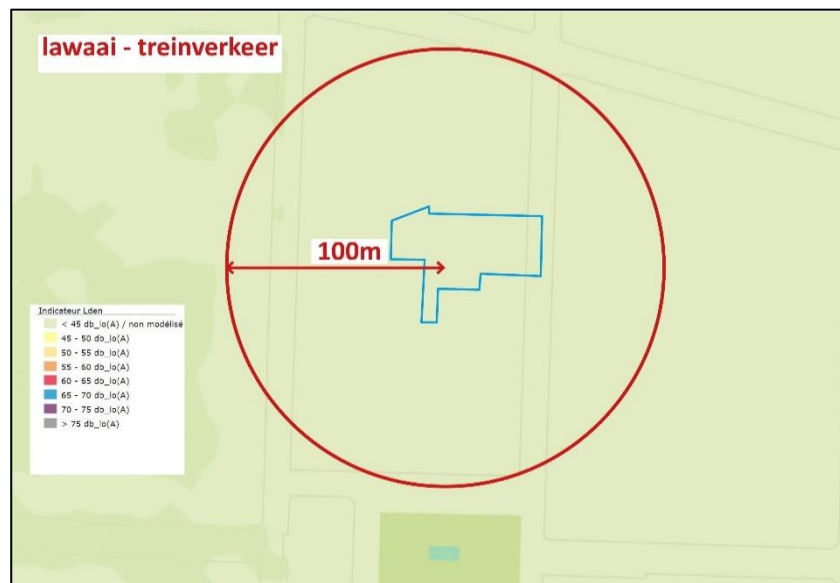 lawaai - treinverkeer
100m
Indicateur Lden
< 45 db_lo(A) / non modélisé
45 - 50 db_lo(A)
50 - 55 db_lo(A)
55 - 60 db_lo(A)
60 - 65 db_lo(A)
65 - 70 db_lo(A)
70 - 75 db_lo(A)
> 75 db_lo(A)